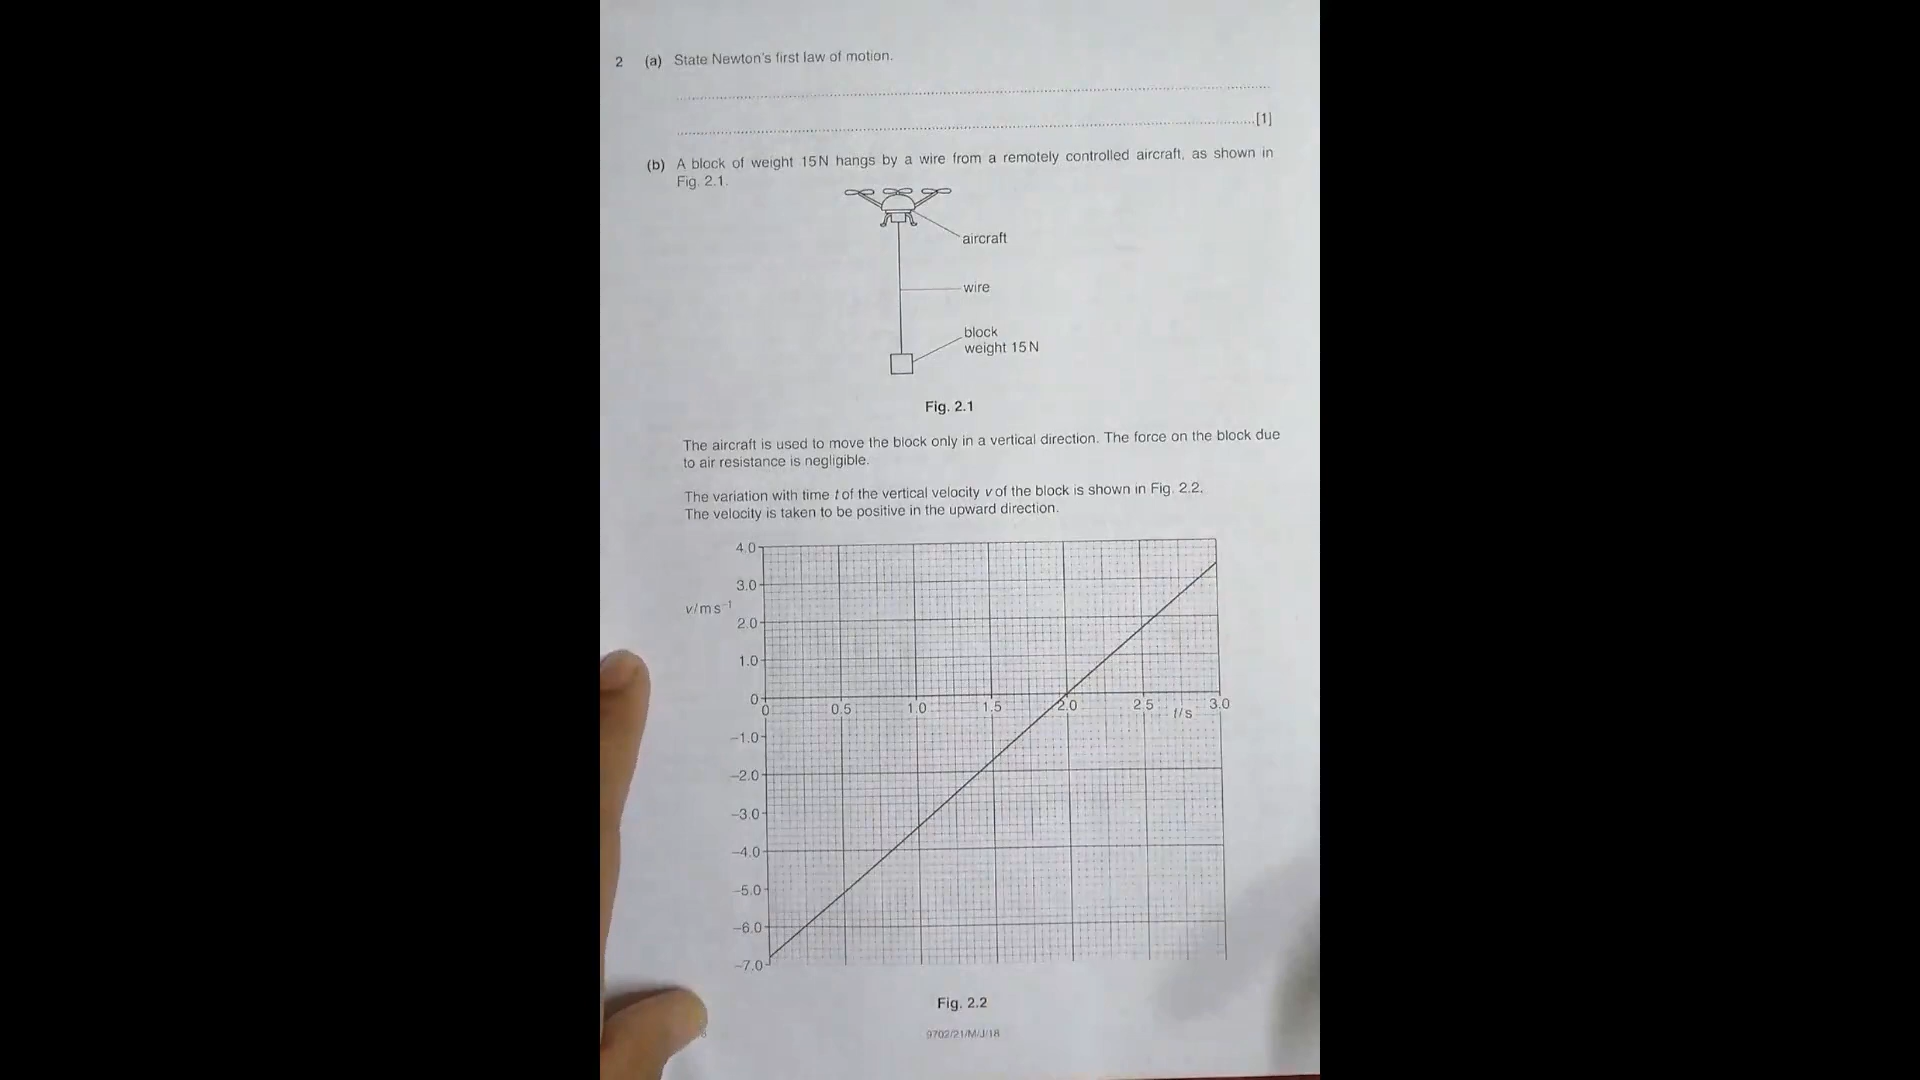 2 (a) State Newton's first law of motion.
[1]
(b) A block of weight 15N hangs by a wire from a remotely controlled aircraft, as shown in
Fig. 2.1.
aircraft
wire
block
weight 15N
Fig. 2.1
The aircraft is used to move the block only in a vertical direction. The force on the block due
to air resistance is negligible.
The variation with time t of the vertical velocity v of the block is shown in Fig. 2.2.
The velocity is taken to be positive in the upward direction.
4.0
3.0
v/ms⁻¹
2.0
1.0
0
0 0.5 1.0 1.5 2.0 2.5 t/s 3.0
−1.0
−2.0
−3.0
−4.0
−5.0
−6.0
−7.0
Fig. 2.2
9702/21/M/J/18